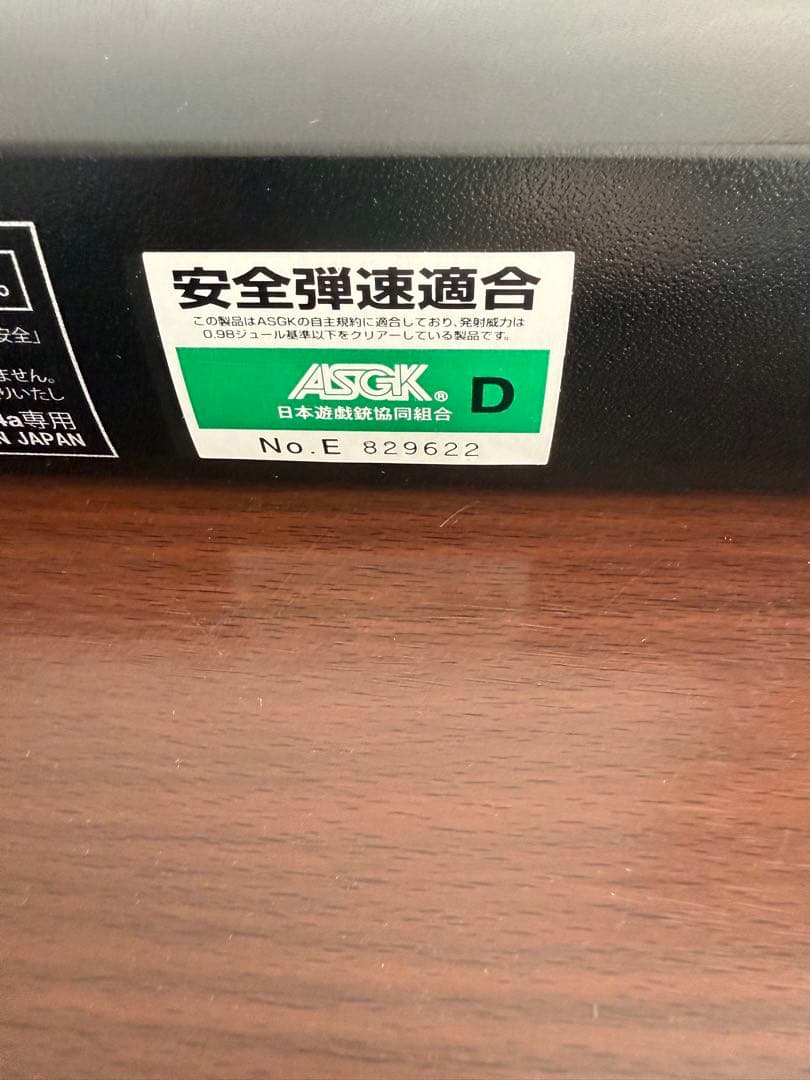 安全弾速適合
この製品はASGKの自主規約に適合しており、発射威力は
0.98ジュール基準以下をクリアーしている製品です。
ASGK® D
日本遊戯銃協同組合
No.E 829622
。
安全」
ません。
りいたし
4a専用
N JAPAN